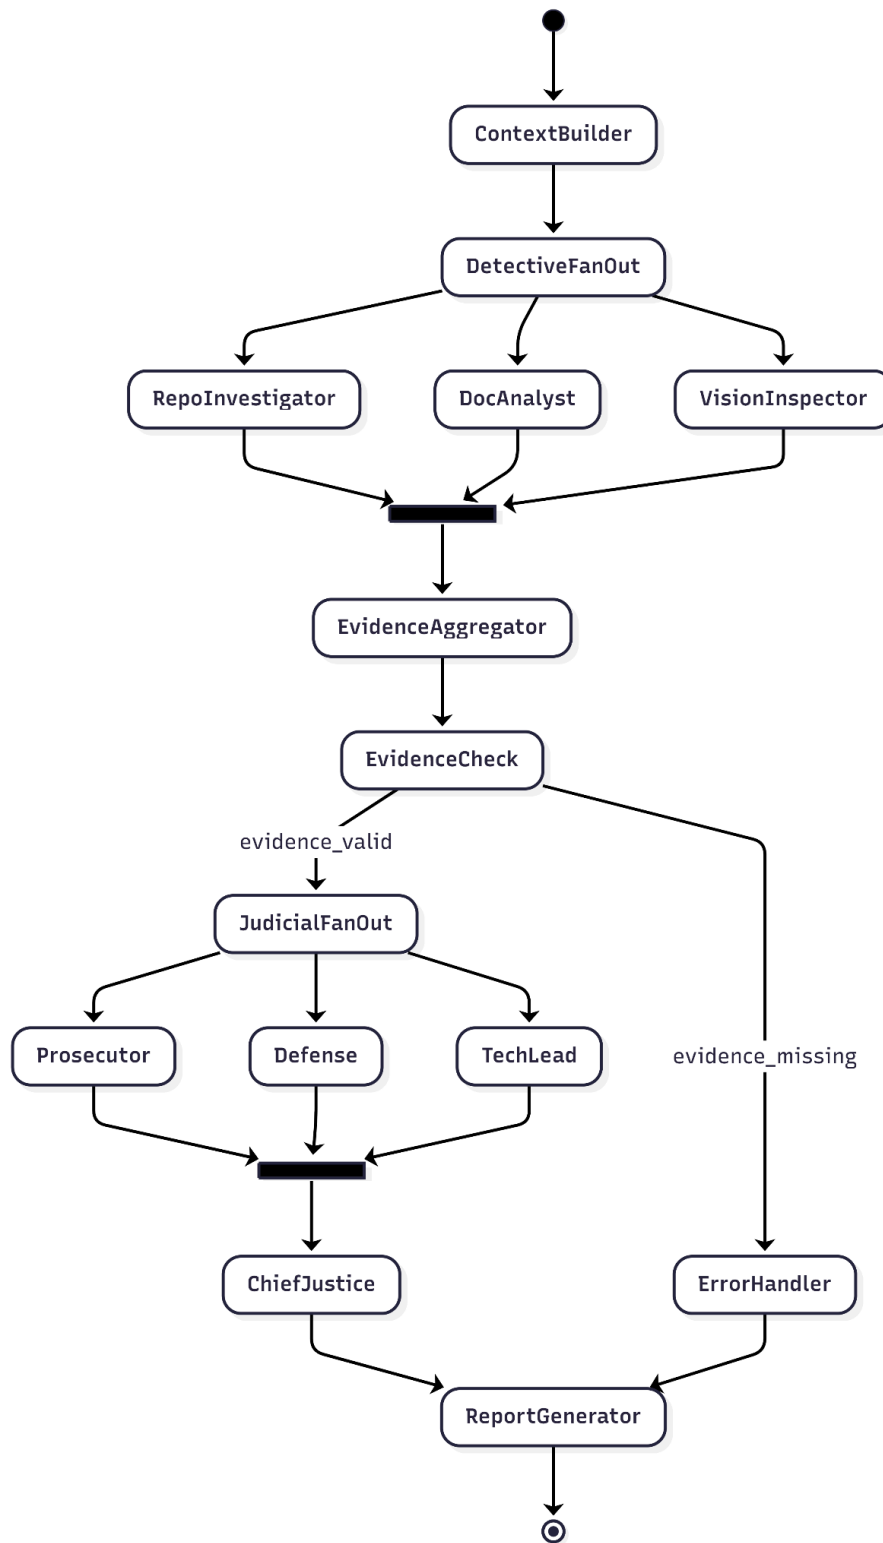 ContextBuilder
DetectiveFanOut
RepoInvestigator
DocAnalyst
VisionInspector
EvidenceAggregator
EvidenceCheck
evidence_valid
JudicialFanOut
Prosecutor
Defense
TechLead
evidence_missing
ChiefJustice
ErrorHandler
ReportGenerator